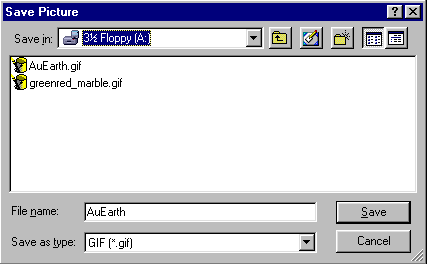 Save Picture
Save in: 3½ Floppy (A:
AuEarth.gif
greenred_marble.gif
File name: AuEarth Save
Save as type: GIF (*.gif) Cancel